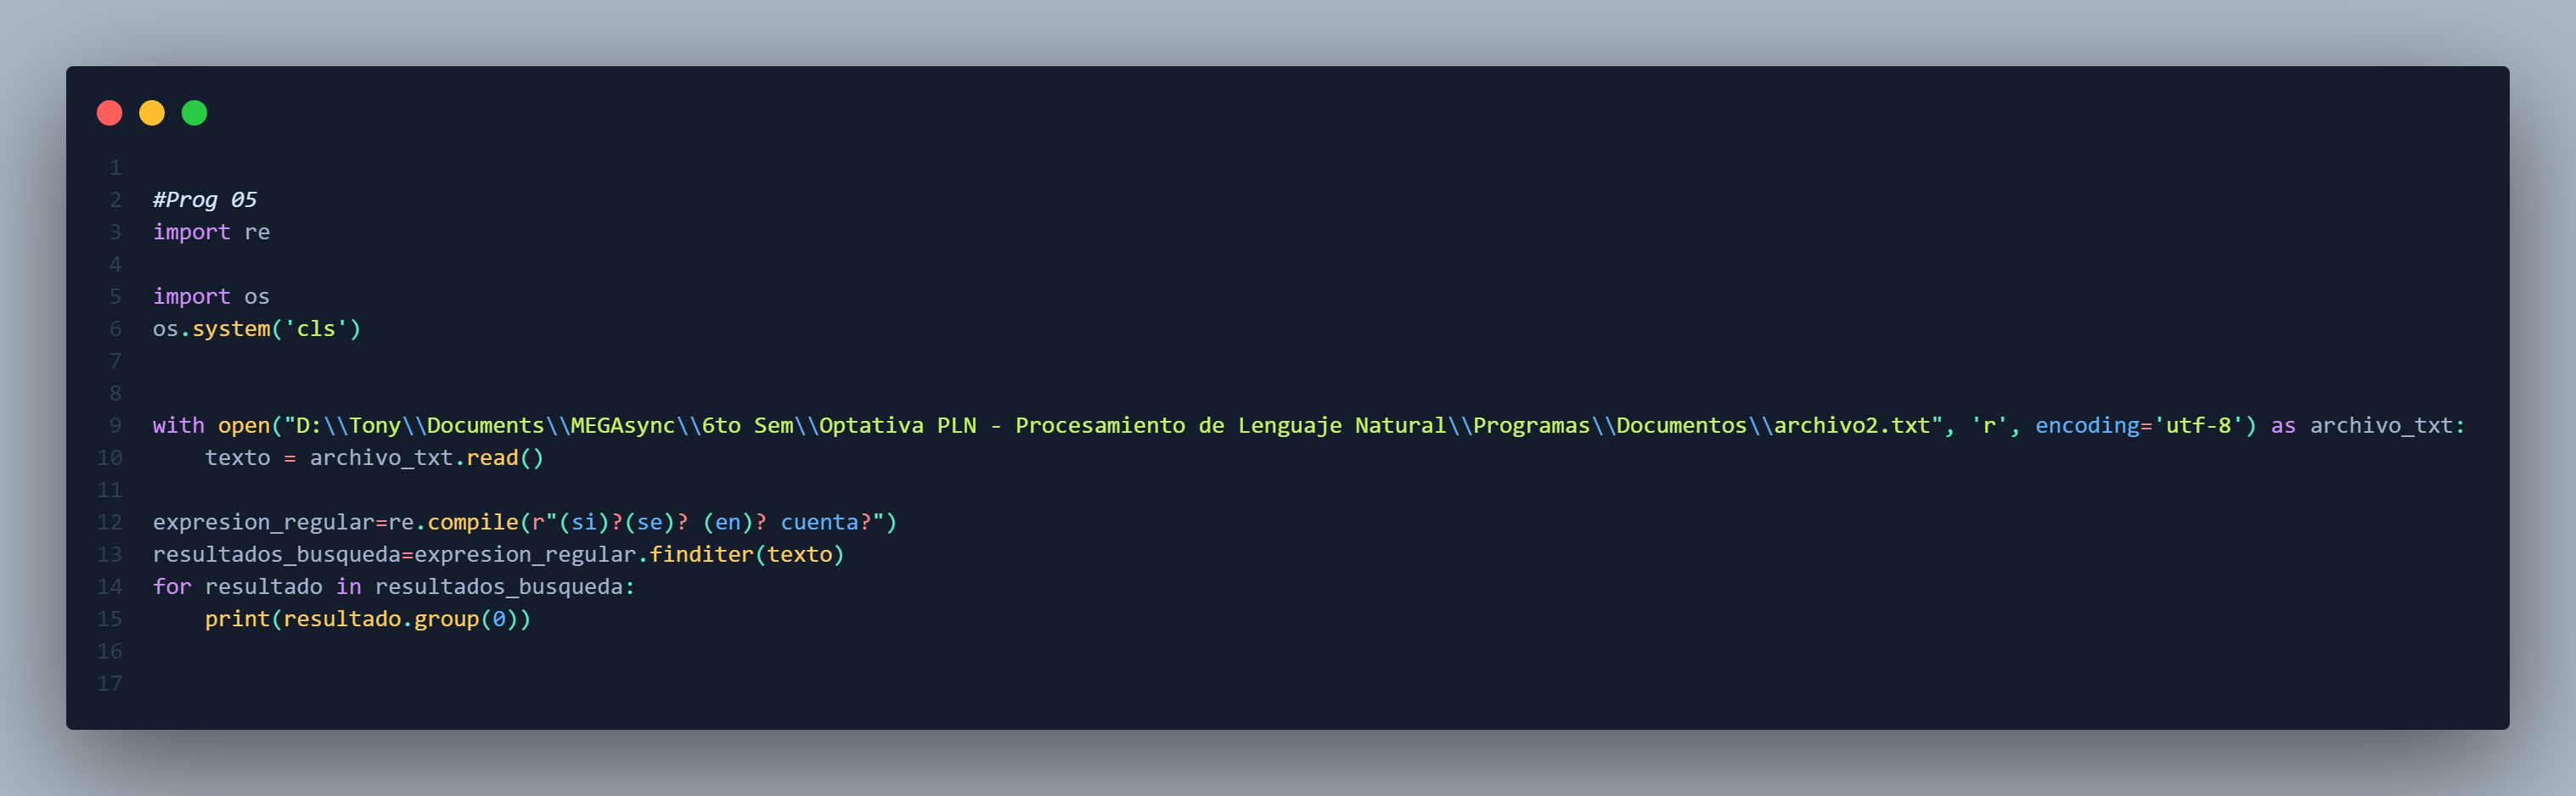 1
2 #Prog 05
3 import re
4
5 import os
6 os.system('cls')
7
8
9 with open("D:\\Tony\\Documents\\MEGAsync\\6to Sem\\Optativa PLN - Procesamiento de Lenguaje Natural\\Programas\\Documentos\\archivo2.txt", 'r', encoding='utf-8') as archivo_txt:
10     texto = archivo_txt.read()
11
12 expresion_regular=re.compile(r"(si)?(se)? (en)? cuenta?")
13 resultados_busqueda=expresion_regular.finditer(texto)
14 for resultado in resultados_busqueda:
15     print(resultado.group(0))
16
17